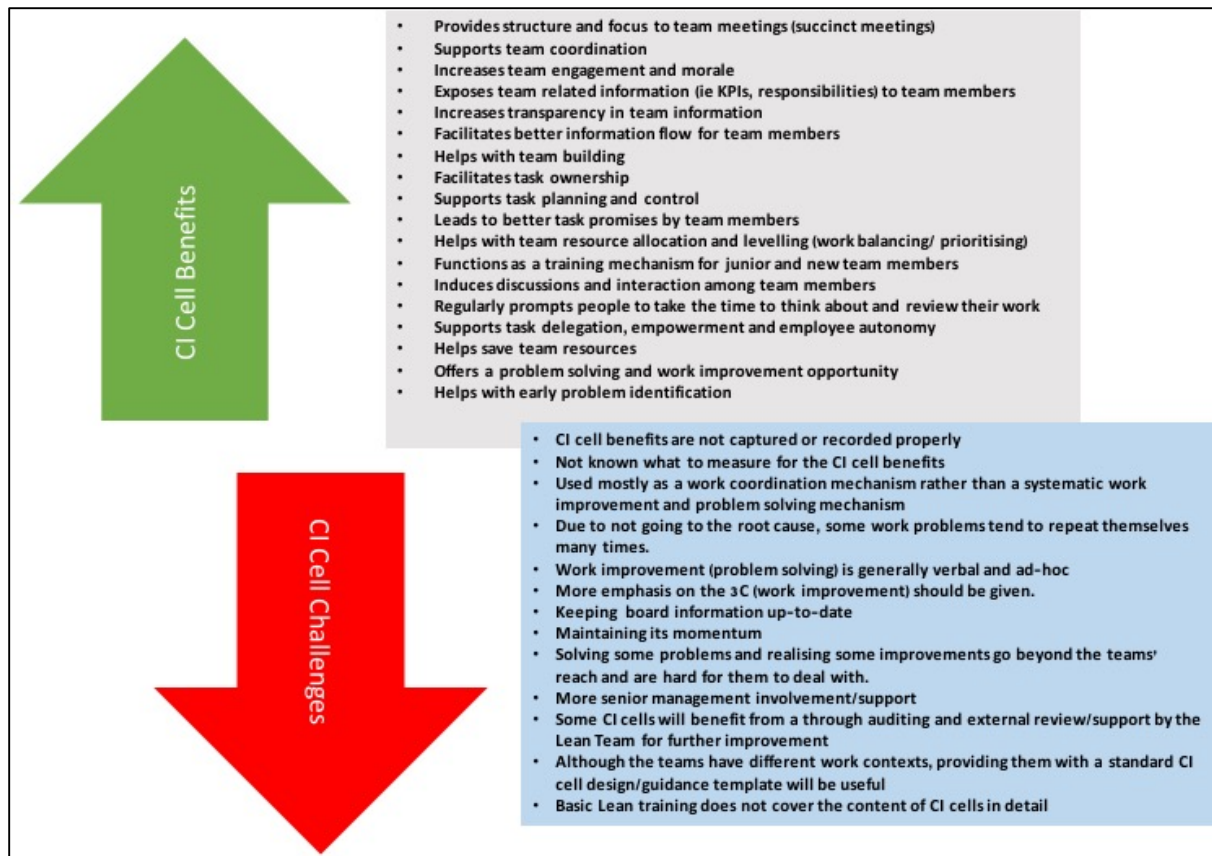 CI Cell Benefits
• Provides structure and focus to team meetings (succinct meetings)
• Supports team coordination
• Increases team engagement and morale
• Exposes team related information (ie KPIs, responsibilities) to team members
• Increases transparency in team information
• Facilitates better information flow for team members
• Helps with team building
• Facilitates task ownership
• Supports task planning and control
• Leads to better task promises by team members
• Helps with team resource allocation and levelling (work balancing/ prioritising)
• Functions as a training mechanism for junior and new team members
• Induces discussions and interaction among team members
• Regularly prompts people to take the time to think about and review their work
• Supports task delegation, empowerment and employee autonomy
• Helps save team resources
• Offers a problem solving and work improvement opportunity
• Helps with early problem identification
CI Cell Challenges
• CI cell benefits are not captured or recorded properly
• Not known what to measure for the CI cell benefits
• Used mostly as a work coordination mechanism rather than a systematic work
improvement and problem solving mechanism
• Due to not going to the root cause, some work problems tend to repeat themselves
many times.
• Work improvement (problem solving) is generally verbal and ad-hoc
• More emphasis on the 3C (work improvement) should be given.
• Keeping board information up-to-date
• Maintaining its momentum
• Solving some problems and realising some improvements go beyond the teams'
reach and are hard for them to deal with.
• More senior management involvement/support
• Some CI cells will benefit from a through auditing and external review/support by the
Lean Team for further improvement
• Although the teams have different work contexts, providing them with a standard CI
cell design/guidance template will be useful
• Basic Lean training does not cover the content of CI cells in detail